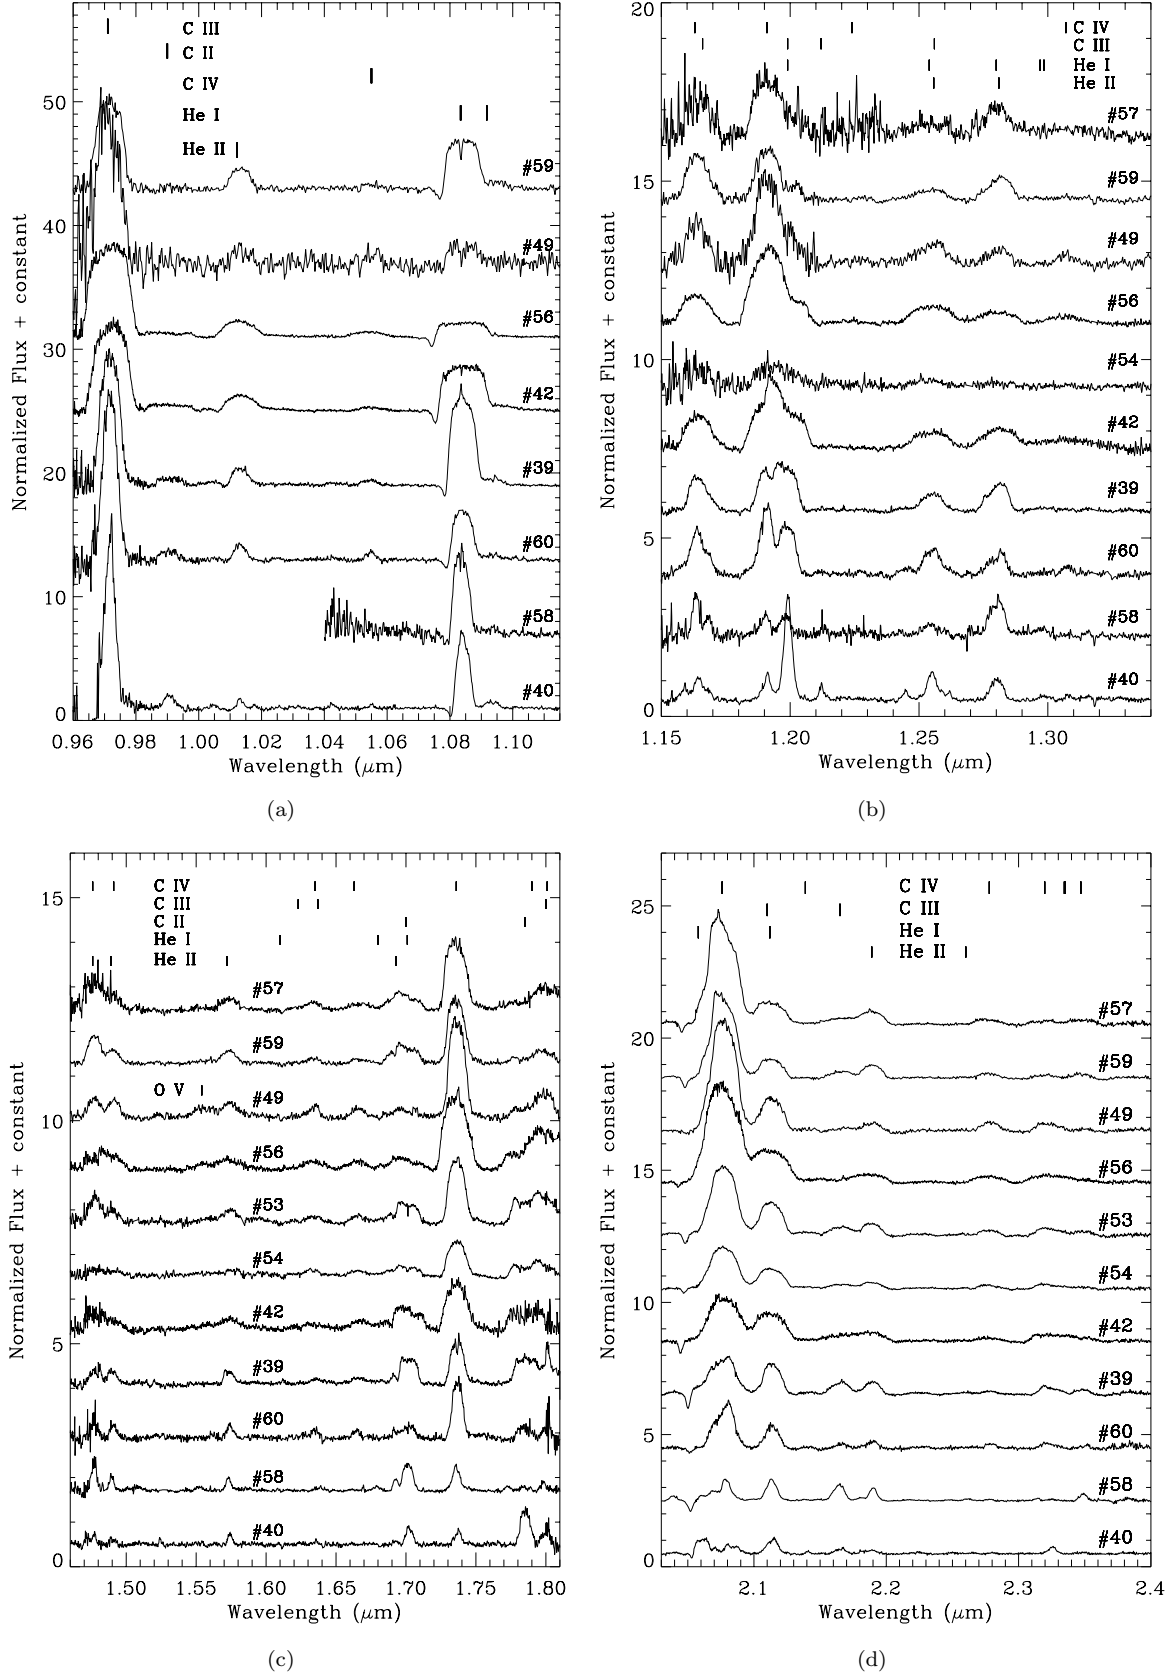 Normalized Flux + constant
50
40
30
20
10
0
C III
C II
C IV
He I
He II
#59
#49
#56
#42
#39
#60
#58
#40
0.96 0.98 1.00 1.02 1.04 1.06 1.08 1.10
Wavelength (μm)
(a)
Normalized Flux + constant
20
15
10
5
0
C IV
C III
He I
He II
#57
#59
#49
#56
#54
#42
#39
#60
#58
#40
1.15 1.20 1.25 1.30
Wavelength (μm)
(b)
Normalized Flux + constant
15
10
5
0
C IV
C III
C II
He I
He II
#57
#59
O V
#49
#56
#53
#54
#42
#39
#60
#58
#40
1.50 1.55 1.60 1.65 1.70 1.75 1.80
Wavelength (μm)
(c)
Normalized Flux + constant
25
20
15
10
5
0
C IV
C III
He I
He II
#57
#59
#49
#56
#53
#54
#42
#39
#60
#58
#40
2.1 2.2 2.3 2.4
Wavelength (μm)
(d)